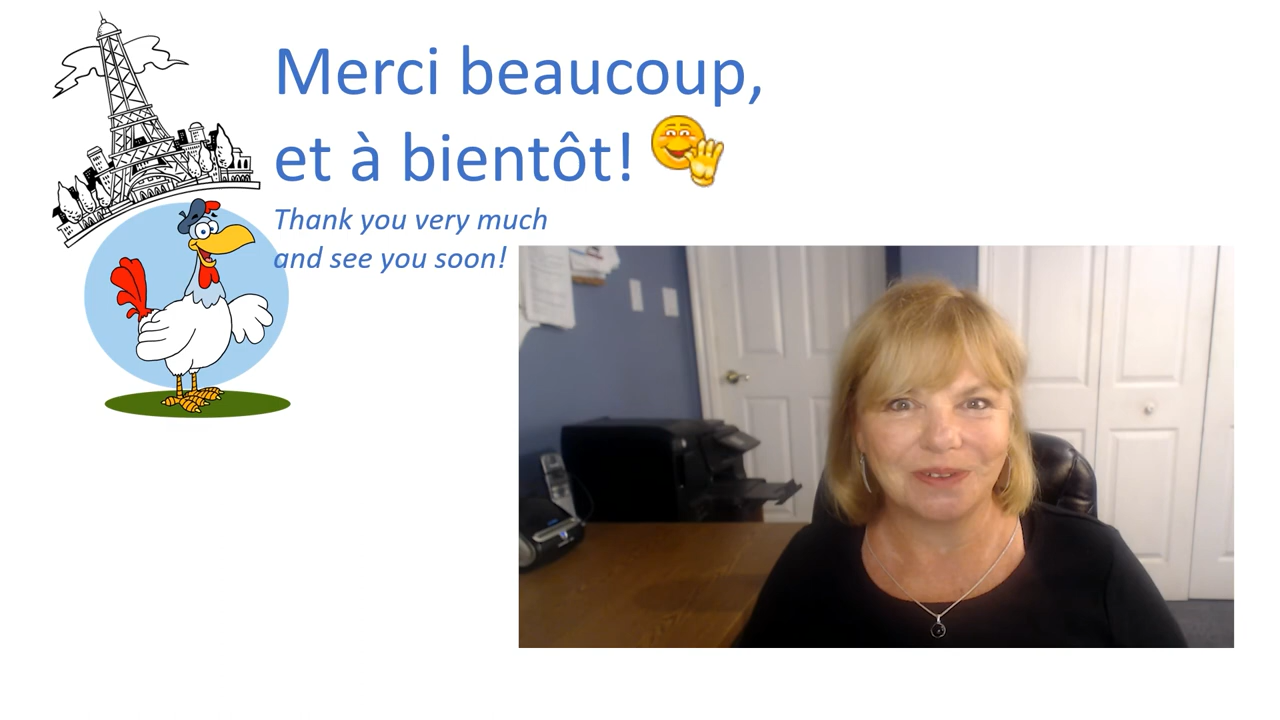 Merci beaucoup,
et à bientôt!
Thank you very much
and see you soon!